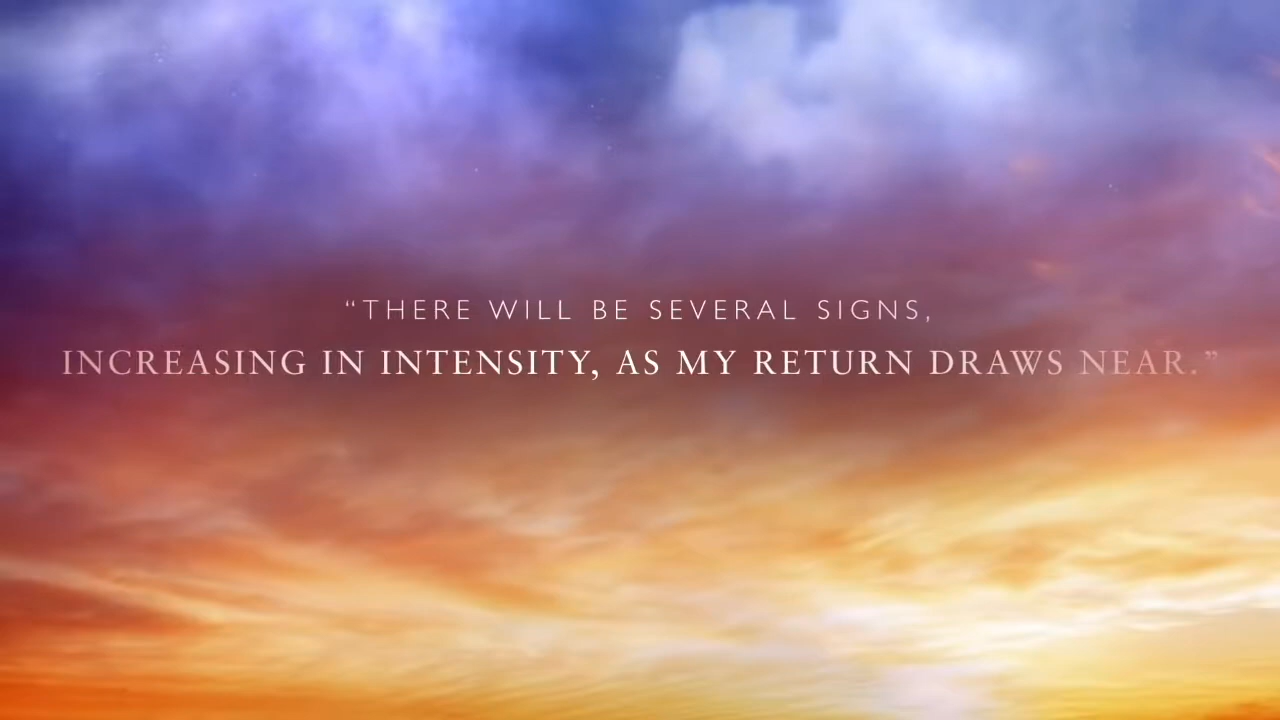 “THERE WILL BE SEVERAL SIGNS,
INCREASING IN INTENSITY, AS MY RETURN DRAWS NEAR.”